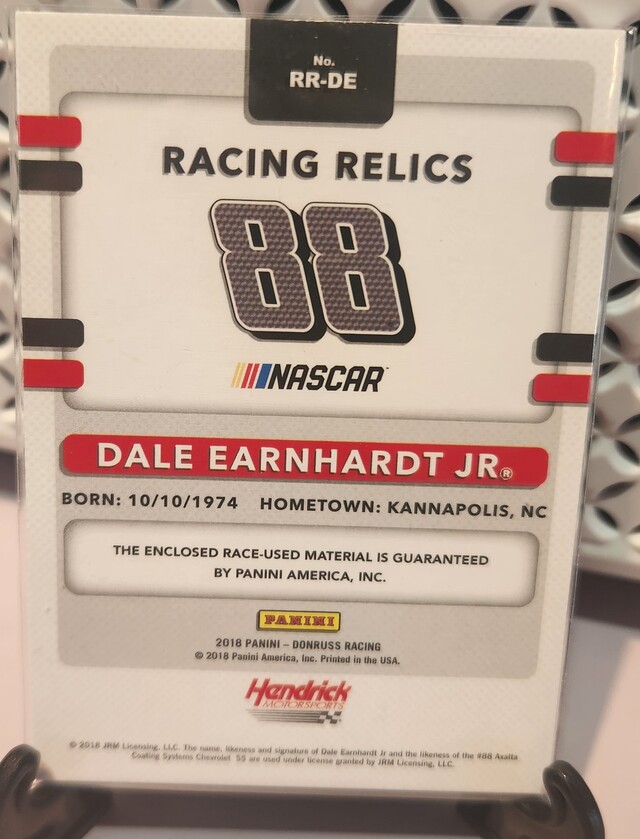 No.
RR-DE
RACING RELICS
88
NASCAR
DALE EARNHARDT JR®
BORN: 10/10/1974 HOMETOWN: KANNAPOLIS, NC
THE ENCLOSED RACE-USED MATERIAL IS GUARANTEED
BY PANINI AMERICA, INC.
PANINI
2018 PANINI – DONRUSS RACING
© 2018 Panini America, Inc. Printed in the USA.
Hendrick
MOTORSPORTS
© 2018 JRM Licensing, LLC. The name, likeness and signature of Dale Earnhardt Jr and the likeness of the #88 Axalta
Coating Systems Chevrolet SS are used under license granted by JRM Licensing, LLC.